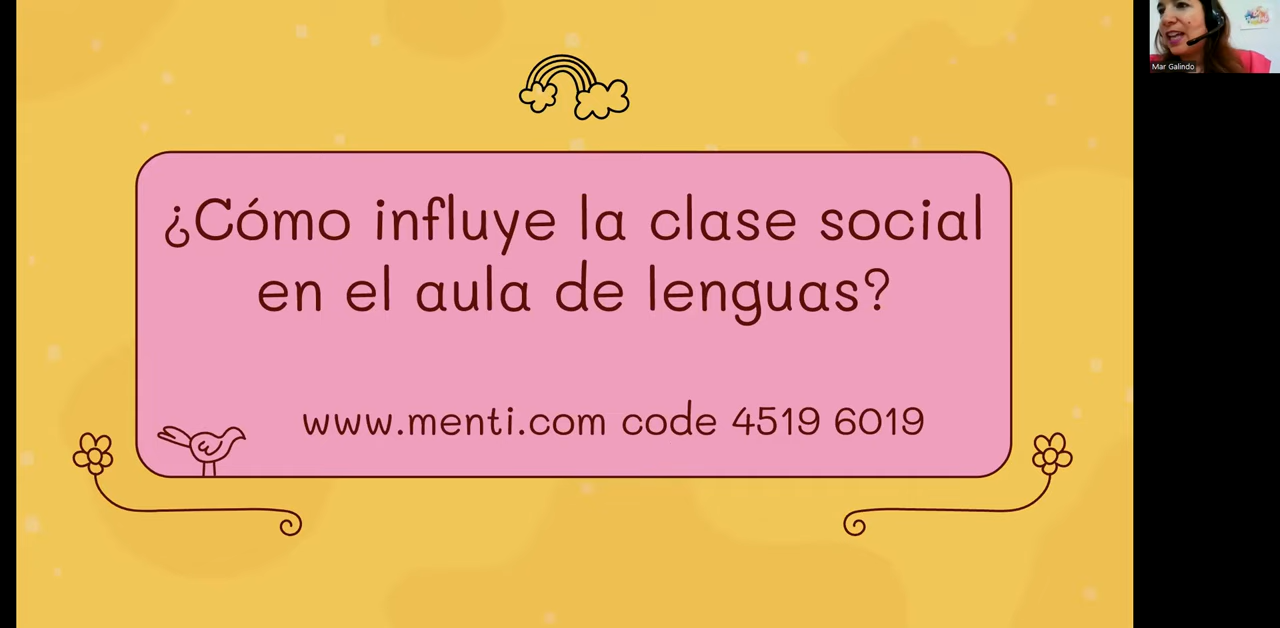 ¿Cómo influye la clase social
en el aula de lenguas?
www.menti.com code 4519 6019
Mar Galindo